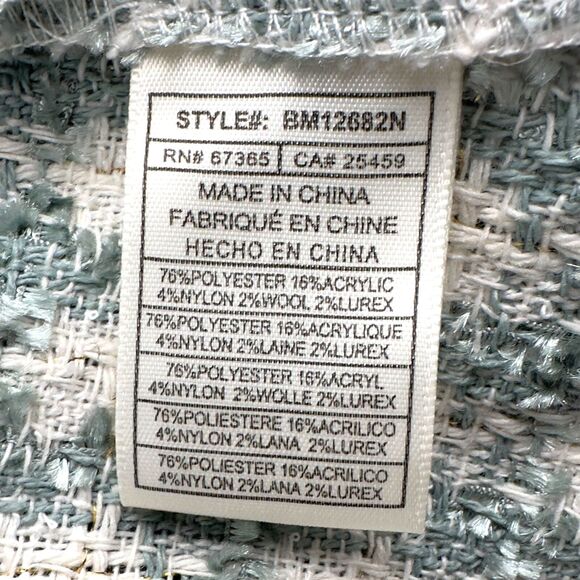 STYLE#: BM12682N
RN# 67365 CA# 25459
MADE IN CHINA
FABRIQUÉ EN CHINE
HECHO EN CHINA
76%POLYESTER 16%ACRYLIC
4%NYLON 2%WOOL 2%LUREX
76%POLYESTER 16%ACRYLIQUE
4%NYLON 2%LAINE 2%LUREX
76%POLYESTER 16%ACRYL
4%NYLON 2%WOLLE 2%LUREX
76%POLIESTERE 16%ACRILICO
4%NYLON 2%LANA 2%LUREX
76%POLIESTER 16%ACRILICO
4%NYLON 2%LANA 2%LUREX